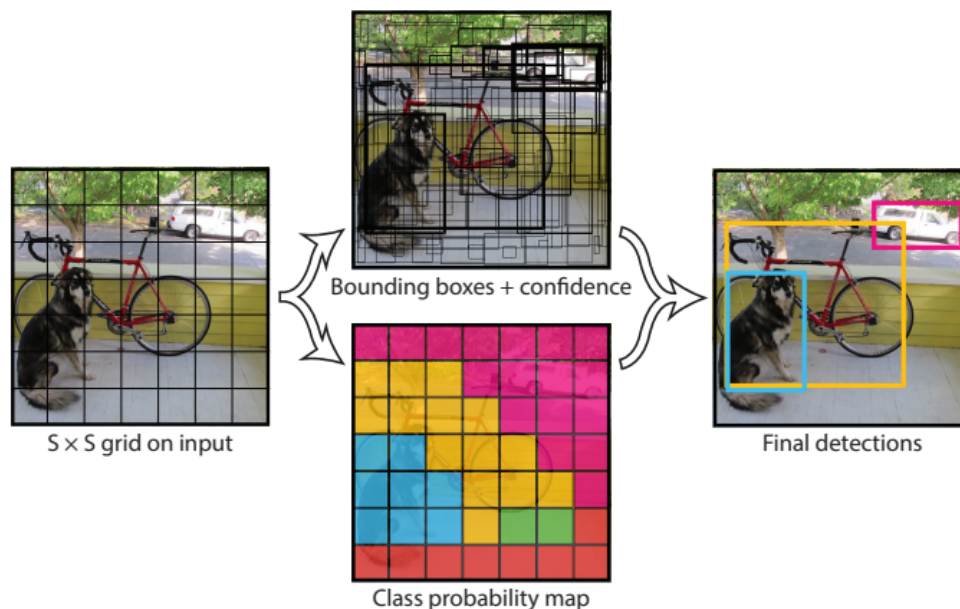 Bounding boxes + confidence
S × S grid on input
Final detections
Class probability map